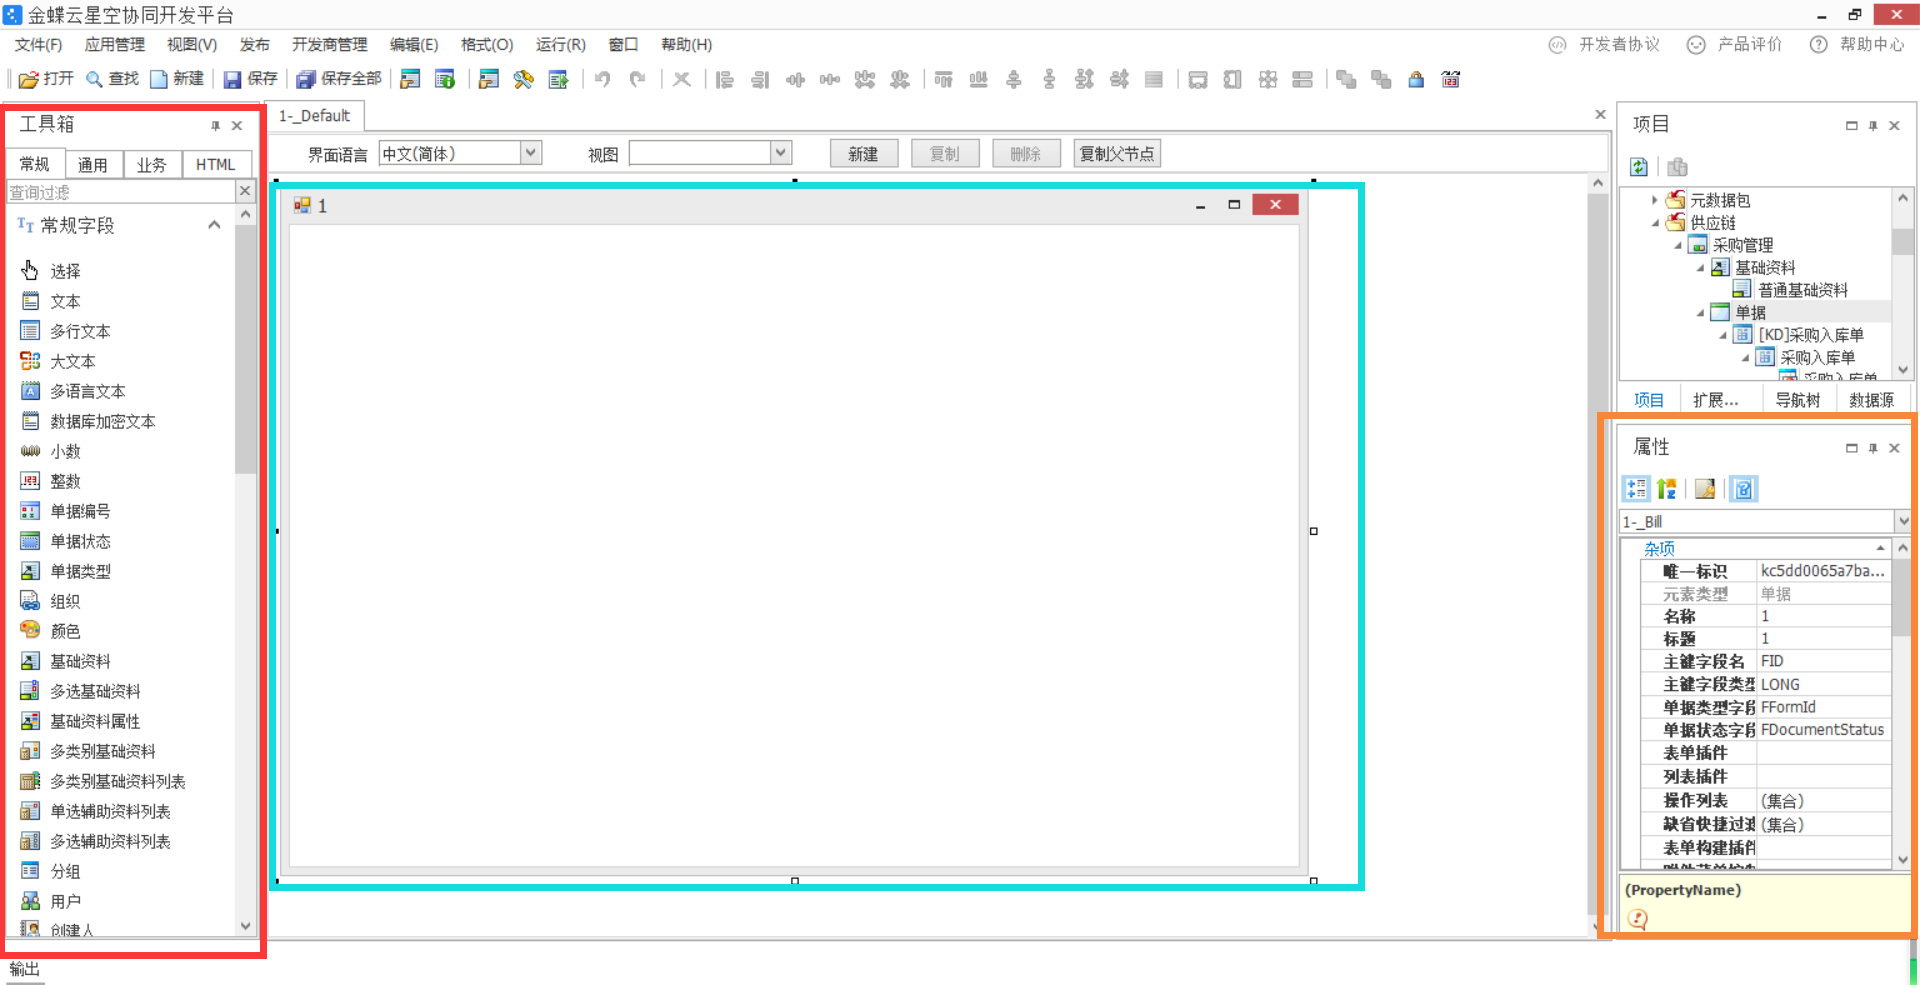 金蝶云星空协同开发平台
文件(F) 应用管理 视图(V) 发布 开发商管理 编辑(E) 格式(O) 运行(R) 窗口 帮助(H) 开发者协议 产品评价 帮助中心
打开 查找 新建 保存 保存全部
工具箱
常规 通用 业务 HTML
查询过滤
常规字段
选择
文本
多行文本
大文本
多语言文本
数据库加密文本
小数
整数
单据编号
单据状态
单据类型
组织
颜色
基础资料
多选基础资料
基础资料属性
多类别基础资料
多类别基础资料列表
单选辅助资料列表
多选辅助资料列表
分组
用户
创建人
输出
1-_Default
界面语言 中文(简体) 视图 新建 复制 删除 复制父节点
1
项目
元数据包
供应链
采购管理
基础资料
普通基础资料
单据
[KD]采购入库单
采购入库单
采购入库单
项目 扩展... 导航树 数据源
属性
1-_Bill
杂项
唯一标识 kc5dd0065a7ba...
元素类型 单据
名称 1
标题 1
主键字段名 FID
主键字段类型 LONG
单据类型字段 FFormId
单据状态字段 FDocumentStatus
表单插件
列表插件
操作列表 (集合)
缺省快捷过滤 (集合)
表单构建插件
(PropertyName)